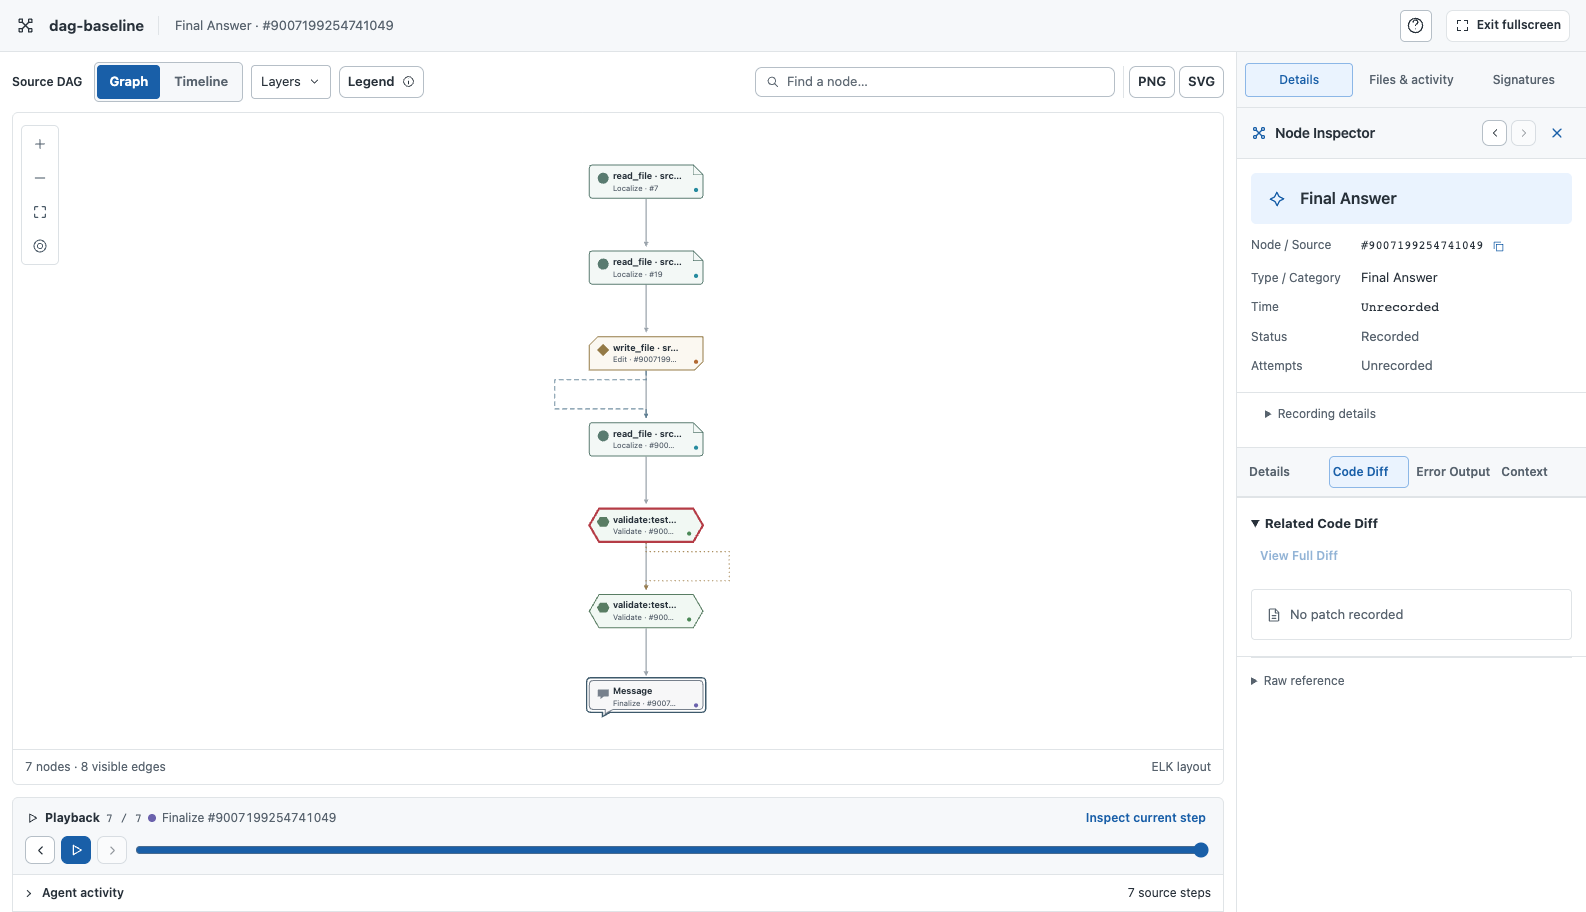 dag-baseline
Final Answer · #9007199254741049
Exit fullscreen
Source DAG
Graph
Timeline
Layers
Legend
Find a node...
PNG
SVG
Details
Files & activity
Signatures
Node Inspector
Final Answer
Node / Source #9007199254741049
Type / Category Final Answer
Time Unrecorded
Status Recorded
Attempts Unrecorded
Recording details
Details
Code Diff
Error Output
Context
Related Code Diff
View Full Diff
No patch recorded
Raw reference
read_file · src...
Localize · #7
read_file · src...
Localize · #19
write_file · sr...
Edit · #9007199...
read_file · src...
Localize · #900...
validate:test...
Validate · #900...
validate:test...
Validate · #900...
Message
Finalize · #9007...
7 nodes · 8 visible edges
ELK layout
Playback 7 / 7 Finalize #9007199254741049
Inspect current step
Agent activity
7 source steps